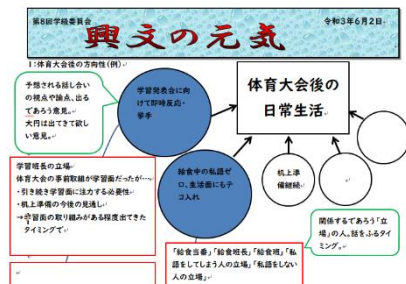 第8回学級委員会
令和3年6月2日
興文の元気
1:体育大会後の方向性(例)
予想される話し合い
の視点や論点、出る
であろう意見。
大円は出てきて欲し
い意見。
学習発表会に向
けて即時反応・
挙手
体育大会後の
日常生活
学習班長の立場
体育大会の事前取組が学習面だったが…
・引き続き学習面に注力する必要性
・机上準備の今後の見通し
→学習面の取り組みがある程度出てきた
タイミングで
給食中の私語ゼ
ロ、生活面にもテ
コ入れ
机上準
備継続
関係するであろう「立
場」の人。話をふるタイ
ミング。
「給食当番」「給食班長」「給食班」「私
語をしてしまう人の立場」「私語をしない
人の立場」